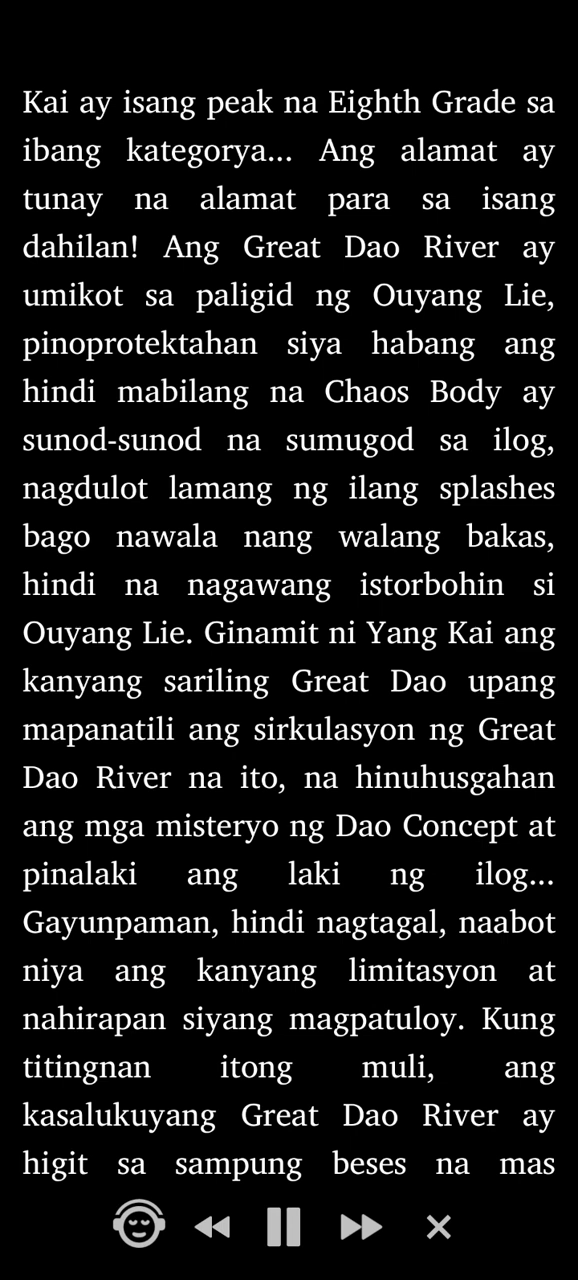 Kai ay isang peak na Eighth Grade sa
ibang kategorya... Ang alamat ay
tunay na alamat para sa isang
dahilan! Ang Great Dao River ay
umikot sa paligid ng Ouyang Lie,
pinoprotektahan siya habang ang
hindi mabilang na Chaos Body ay
sunod-sunod na sumugod sa ilog,
nagdulot lamang ng ilang splashes
bago nawala nang walang bakas,
hindi na nagawang istorbohin si
Ouyang Lie. Ginamit ni Yang Kai ang
kanyang sariling Great Dao upang
mapanatili ang sirkulasyon ng Great
Dao River na ito, na hinuhusgahan
ang mga misteryo ng Dao Concept at
pinalaki ang laki ng ilog...
Gayunpaman, hindi nagtagal, naabot
niya ang kanyang limitasyon at
nahirapan siyang magpatuloy. Kung
titingnan itong muli, ang
kasalukuyang Great Dao River ay
higit sa sampung beses na mas